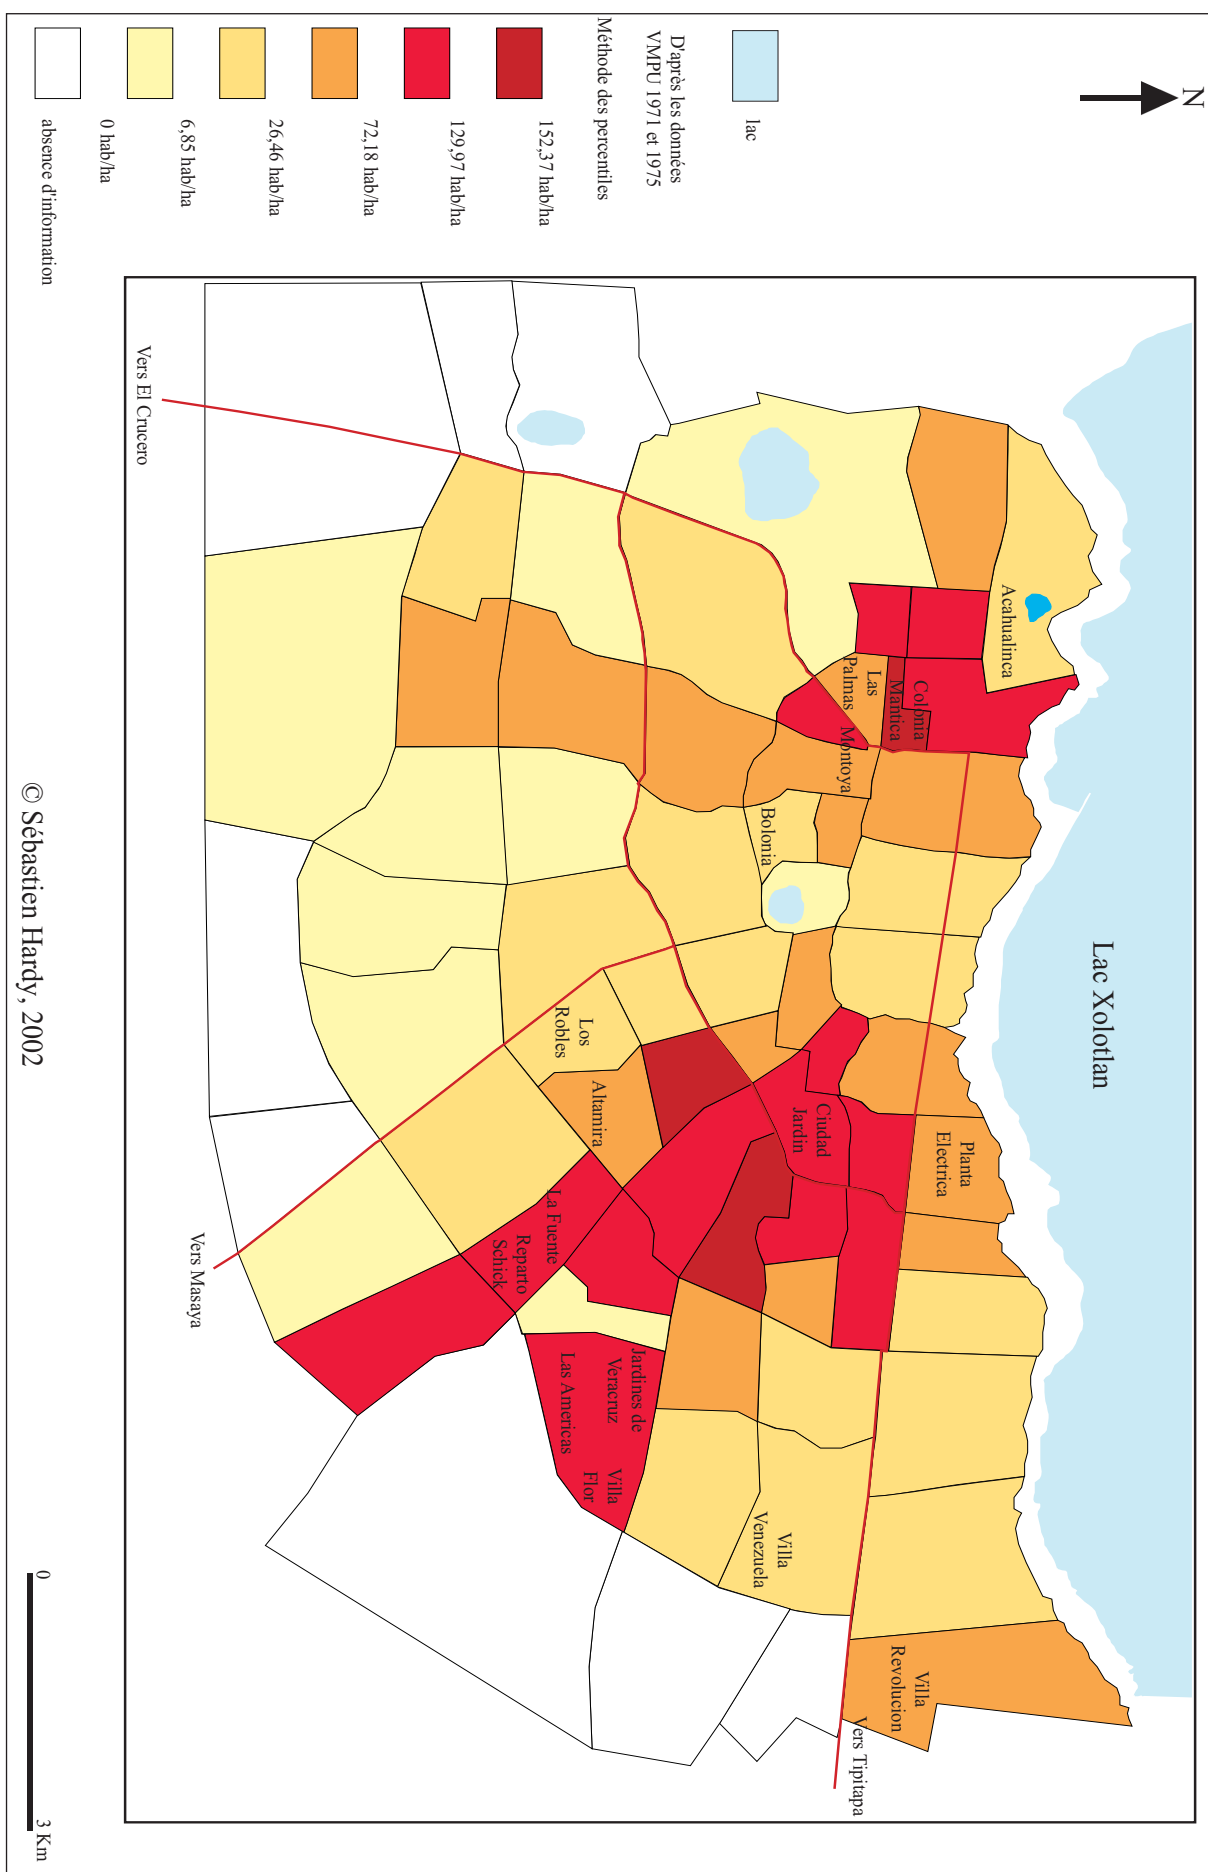 N
Lac Xolotlan
Acahualinca
Colonia
Mantica
Las
Palmas
Montoya
Bolonia
Planta
Electrica
Ciudad
Jardin
Los
Robles
Altamira
La Fuente
Reparto
Schick
Jardines de
Veracruz
Las Americas
Villa
Flor
Villa
Venezuela
Villa
Revolucion
Vers Tipitapa
Vers El Crucero
Vers Masaya
lac
D'après les données
VMPU 1971 et 1975
Méthode des percentiles
152,37 hab/ha
129,97 hab/ha
72,18 hab/ha
26,46 hab/ha
6,85 hab/ha
0 hab/ha
absence d'information
© Sébastien Hardy, 2002
0
3 Km